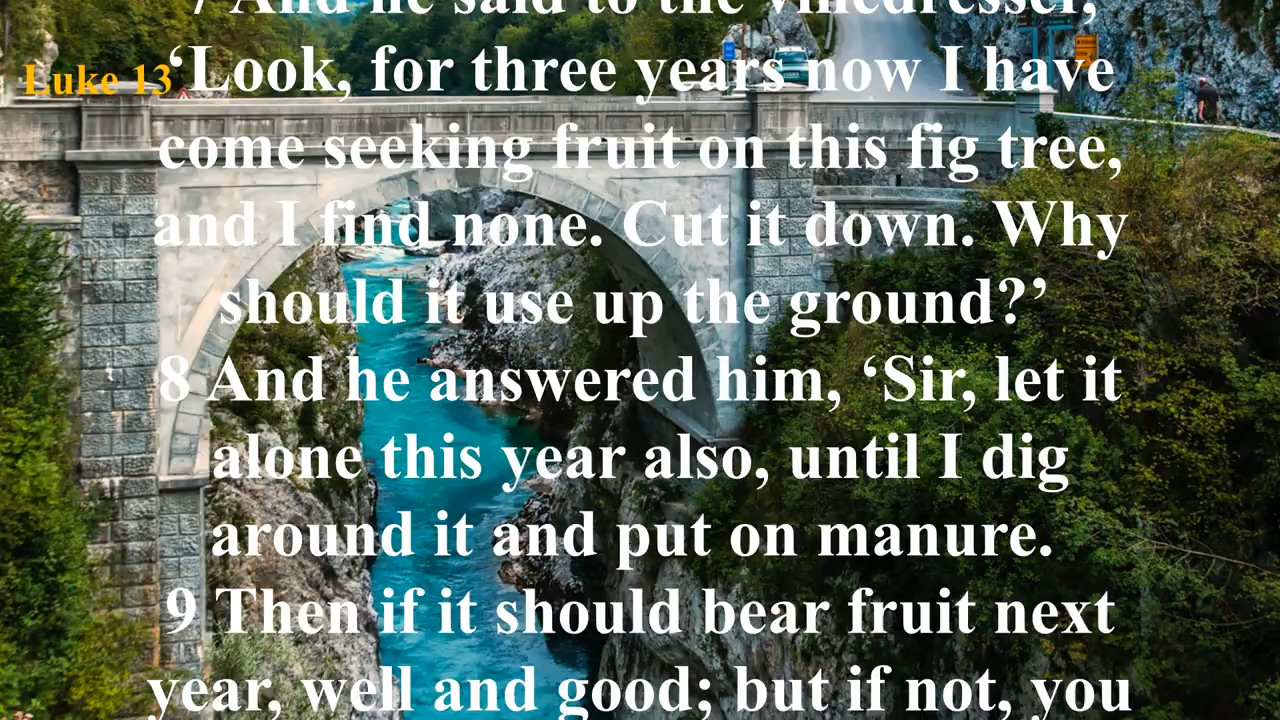 7 And he said to the vinedresser,
Luke 13
‘Look, for three years now I have
come seeking fruit on this fig tree,
and I find none. Cut it down. Why
should it use up the ground?’
8 And he answered him, ‘Sir, let it
alone this year also, until I dig
around it and put on manure.
9 Then if it should bear fruit next
year, well and good; but if not, you